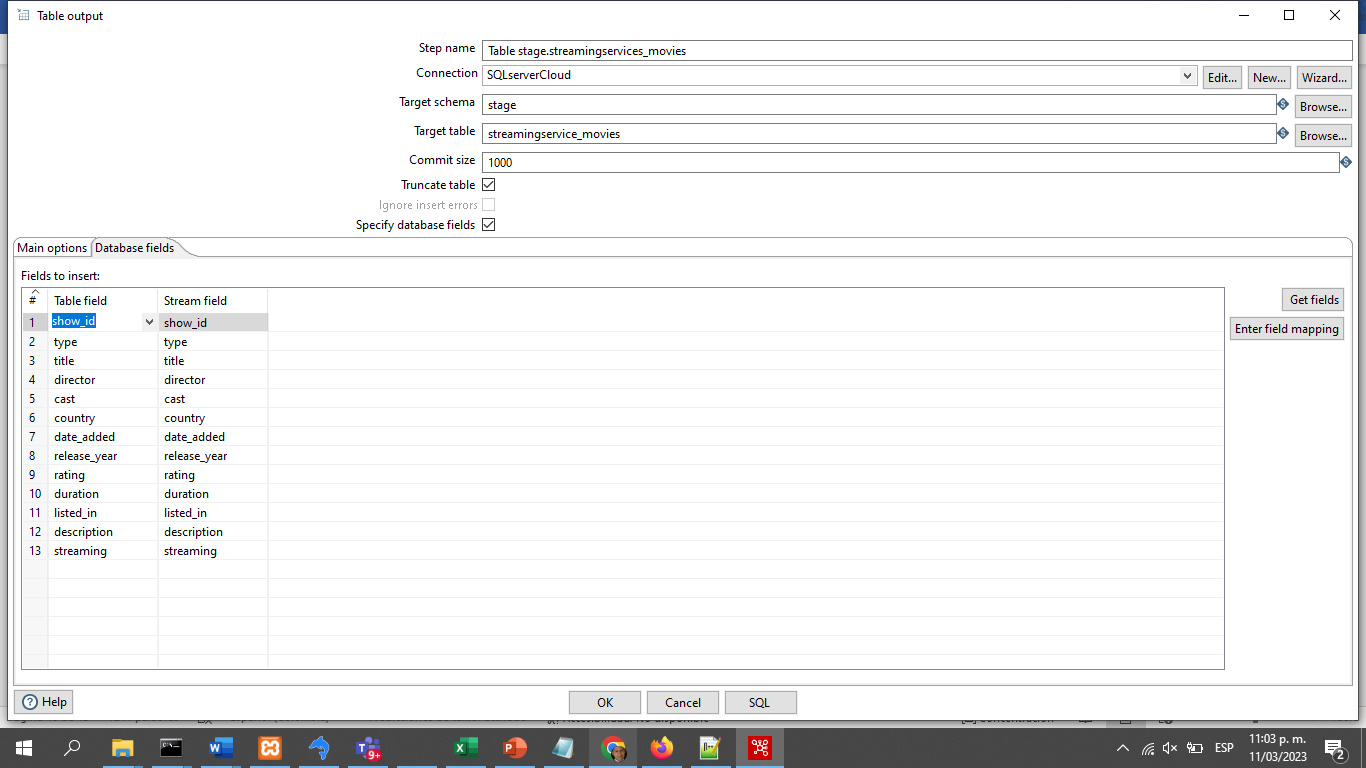 Table output
Step name Table stage.streamingservices_movies
Connection SQLserverCloud Edit... New... Wizard...
Target schema stage Browse...
Target table streamingservice_movies Browse...
Commit size 1000
Truncate table
Ignore insert errors
Specify database fields
Main options Database fields
Fields to insert:
# Table field Stream field Get fields
1 show_id show_id Enter field mapping
2 type type
3 title title
4 director director
5 cast cast
6 country country
7 date_added date_added
8 release_year release_year
9 rating rating
10 duration duration
11 listed_in listed_in
12 description description
13 streaming streaming
Help OK Cancel SQL
9+
ESP 11:03 p. m.
11/03/2023 2